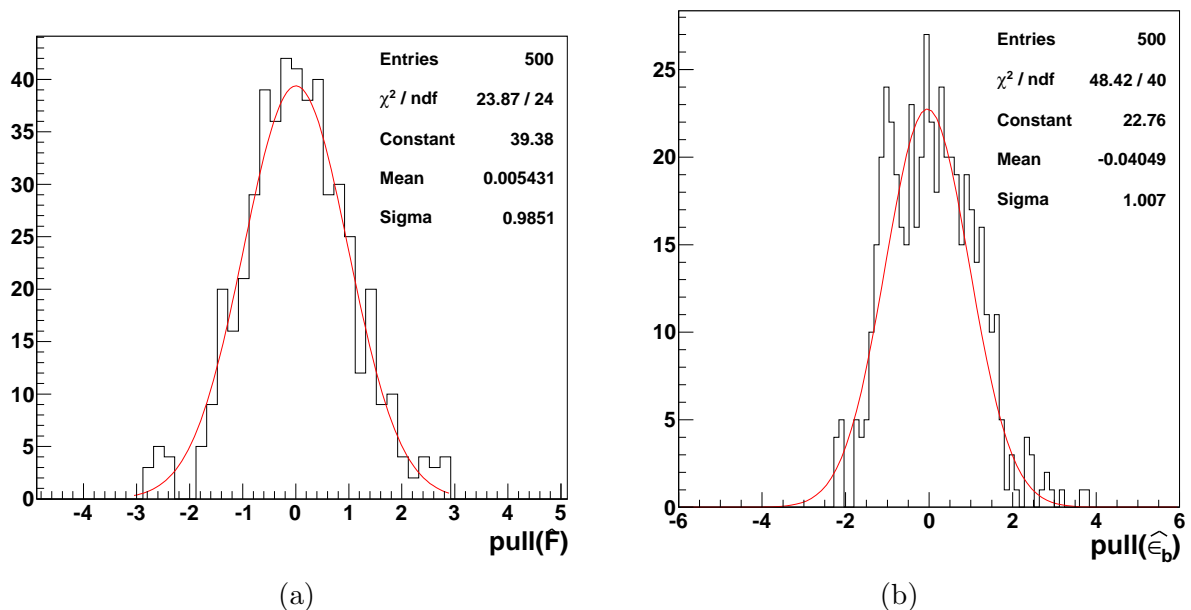 Entries 500
χ² / ndf 23.87 / 24
Constant 39.38
Mean 0.005431
Sigma 0.9851
40
35
30
25
20
15
10
5
0
-4 -3 -2 -1 0 1 2 3 4 5
pull(F̂)
(a)
Entries 500
χ² / ndf 48.42 / 40
Constant 22.76
Mean -0.04049
Sigma 1.007
25
20
15
10
5
0
-6 -4 -2 0 2 4 6
pull(ϵ̂_b)
(b)